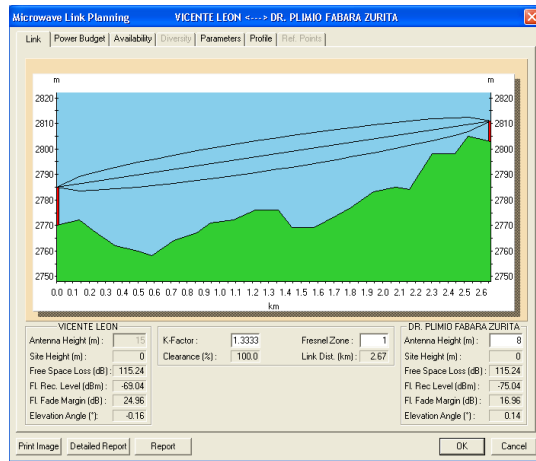 Microwave Link Planning VICENTE LEON <---> DR. PLIMIO FABARA ZURITA
Link Power Budget Availability Diversity Parameters Profile Ref. Points
m m
2820 2820
2810 2810
2800 2800
2790 2790
2780 2780
2770 2770
2760 2760
2750 2750
0.0 0.1 0.2 0.3 0.4 0.5 0.6 0.7 0.8 0.9 1.0 1.1 1.2 1.3 1.4 1.5 1.6 1.7 1.8 1.9 2.0 2.1 2.2 2.3 2.4 2.5 2.6
km
VICENTE LEON DR. PLIMIO FABARA ZURITA
Antenna Height (m) : 15 K-Factor : 1.3333 Fresnel Zone : 1 Antenna Height (m) : 8
Site Height (m) : 0 Clearance (%) : 100.0 Link Dist. (km) : 2.67 Site Height (m) : 0
Free Space Loss (dB) : 115.24 Free Space Loss (dB) : 115.24
Fl. Rec. Level (dBm) : -69.04 Fl. Rec. Level (dBm) : -75.04
Fl. Fade Margin (dB) : 24.96 Fl. Fade Margin (dB) : 16.96
Elevation Angle (°): -0.16 Elevation Angle (°) : 0.14
Print Image Detailed Report Report OK Cancel